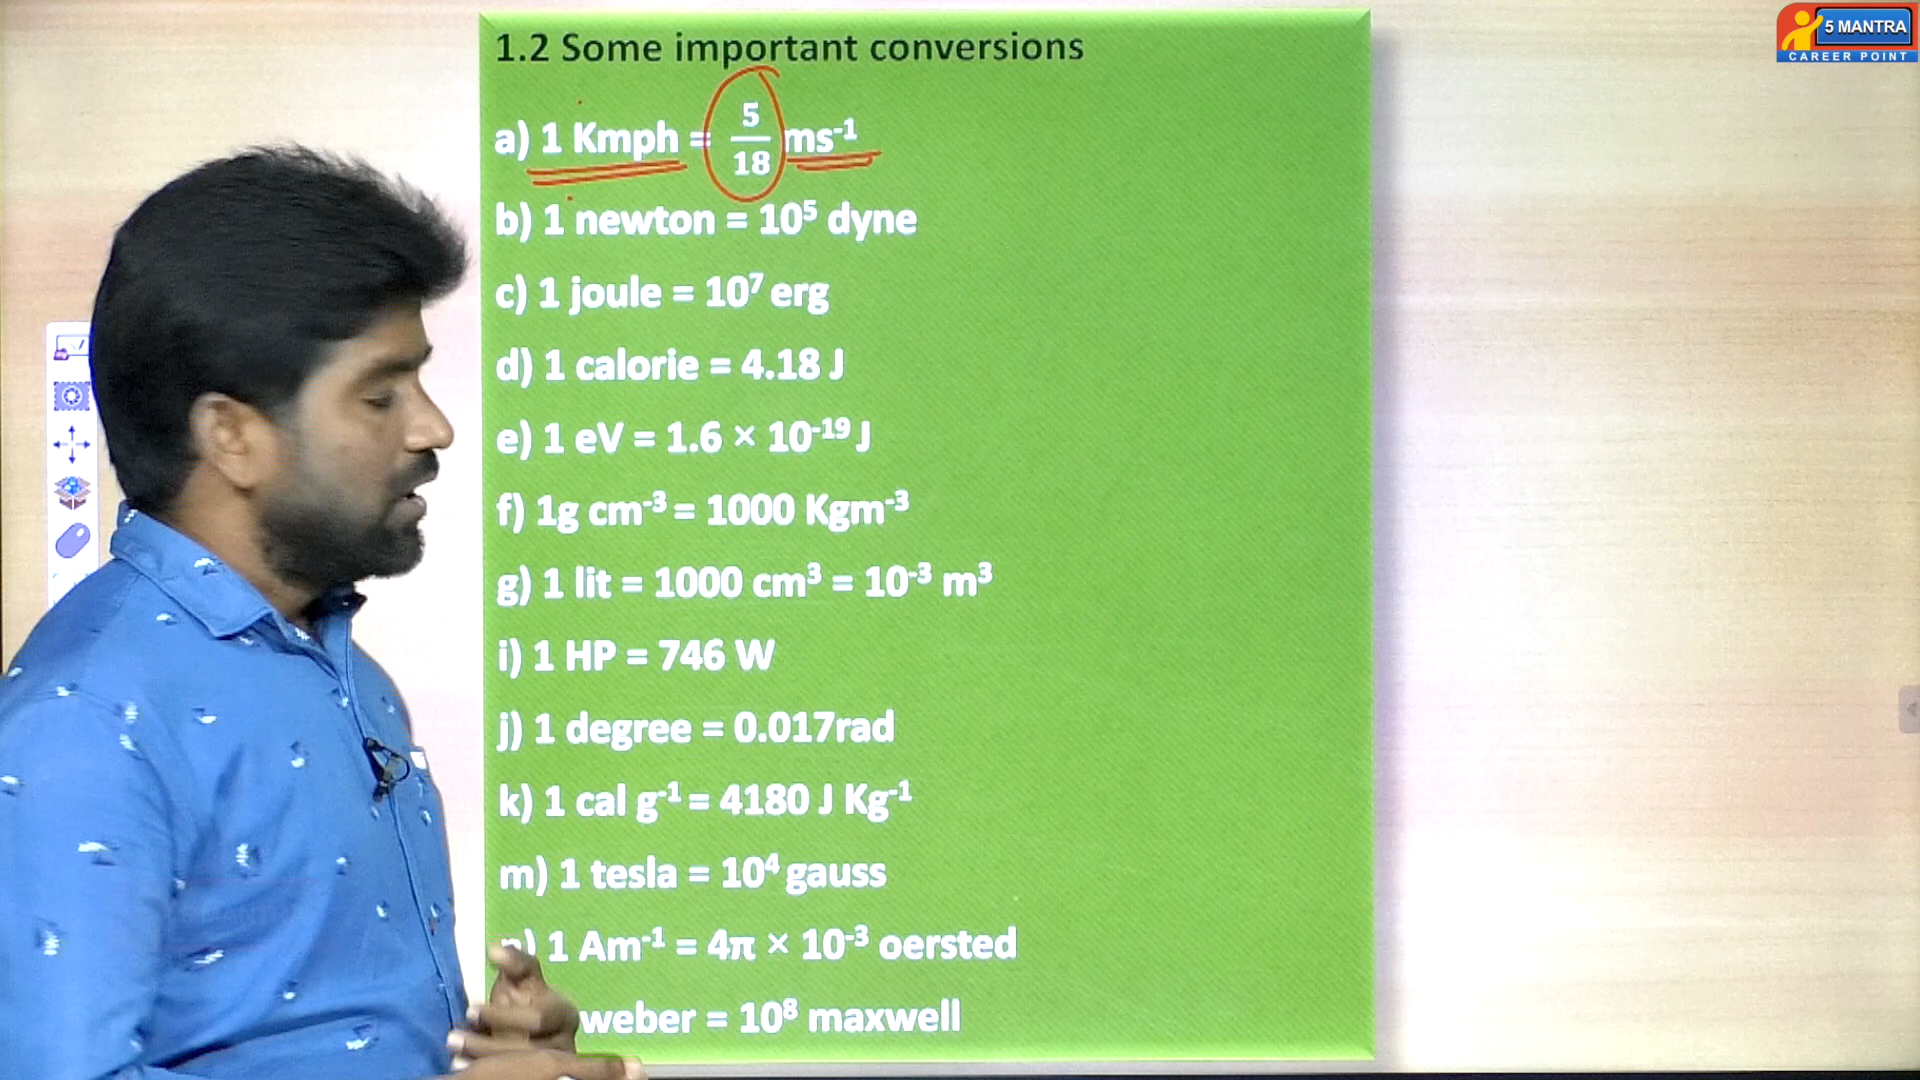 1.2 Some important conversions
a) 1 Kmph = 5/18 ms⁻¹
b) 1 newton = 10⁵ dyne
c) 1 joule = 10⁷ erg
d) 1 calorie = 4.18 J
e) 1 eV = 1.6 × 10⁻¹⁹ J
f) 1g cm⁻³ = 1000 Kgm⁻³
g) 1 lit = 1000 cm³ = 10⁻³ m³
i) 1 HP = 746 W
j) 1 degree = 0.017rad
k) 1 cal g⁻¹ = 4180 J Kg⁻¹
m) 1 tesla = 10⁴ gauss
1 Am⁻¹ = 4π × 10⁻³ oersted
weber = 10⁸ maxwell
5 MANTRA
CAREER POINT